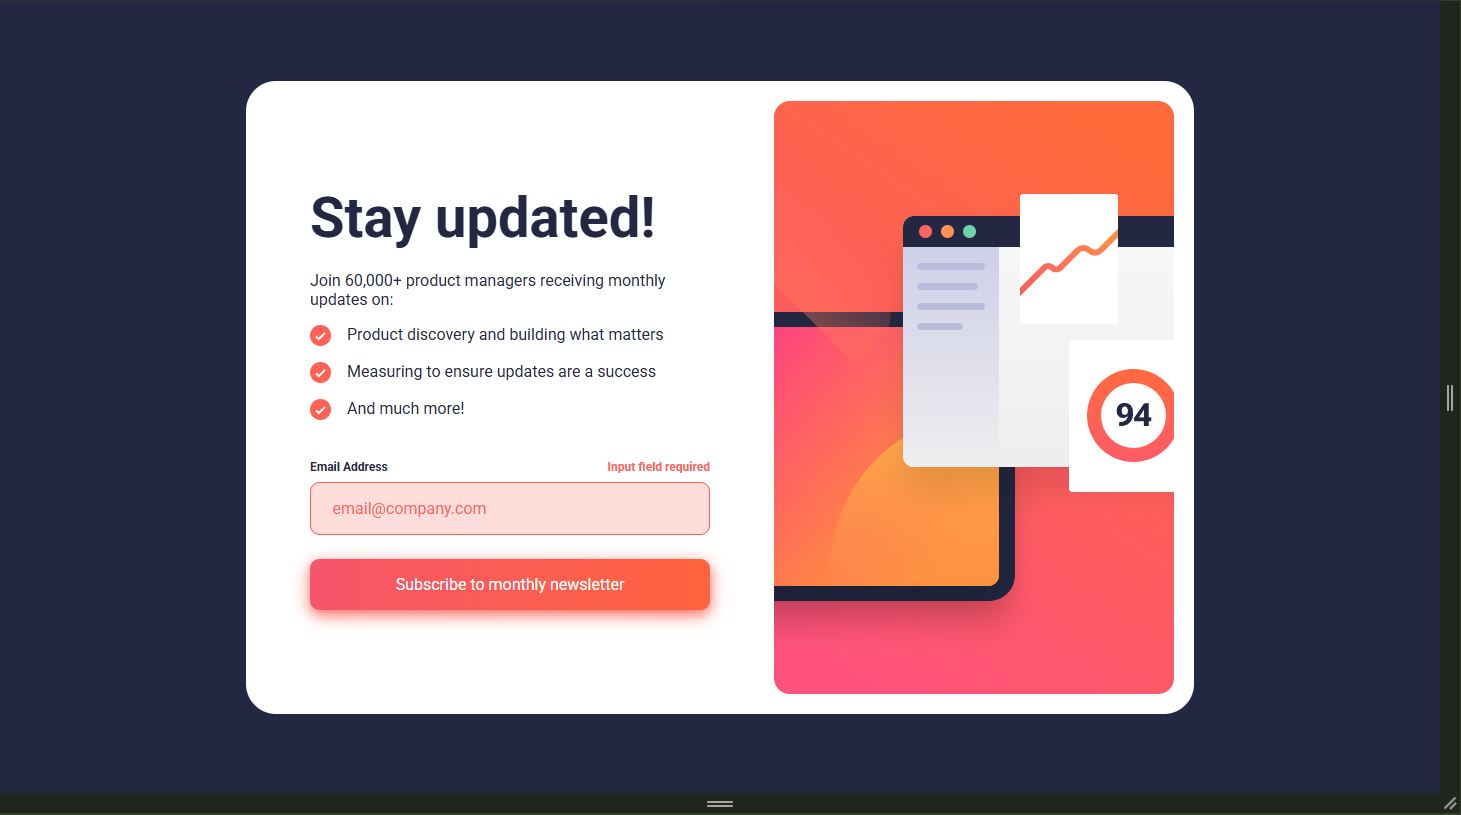 Stay updated!
Join 60,000+ product managers receiving monthly
updates on:
Product discovery and building what matters
Measuring to ensure updates are a success
And much more!
Email Address
Input field required
email@company.com
Subscribe to monthly newsletter
94